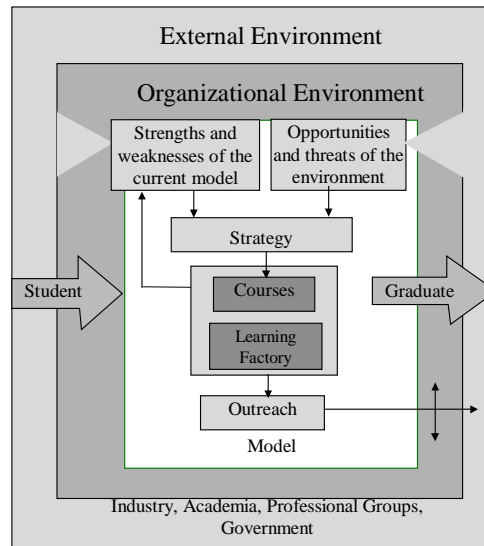 External Environment
Organizational Environment
Strengths and
weaknesses of the
current model
Opportunities
and threats of the
environment
Strategy
Student
Courses
Graduate
Learning
Factory
Outreach
Model
Industry, Academia, Professional Groups,
Government